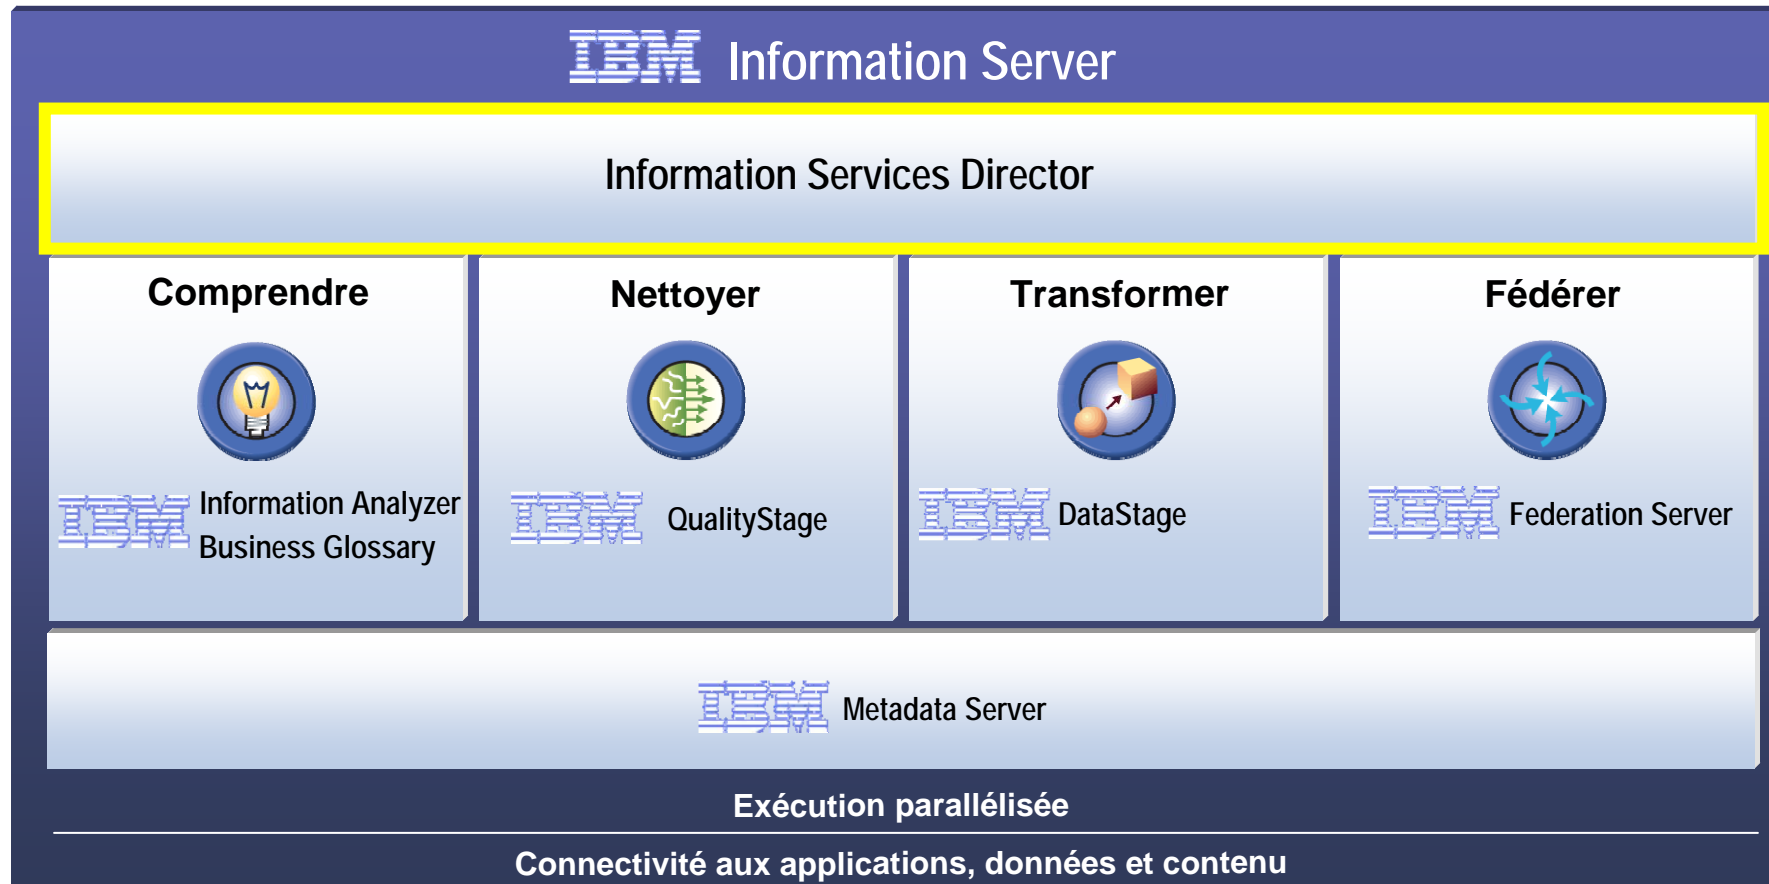 IBM Information Server
Information Services Director
Comprendre
IBM Information Analyzer
Business Glossary
Nettoyer
IBM QualityStage
Transformer
IBM DataStage
Fédérer
IBM Federation Server
IBM Metadata Server
Exécution parallélisée
Connectivité aux applications, données et contenu